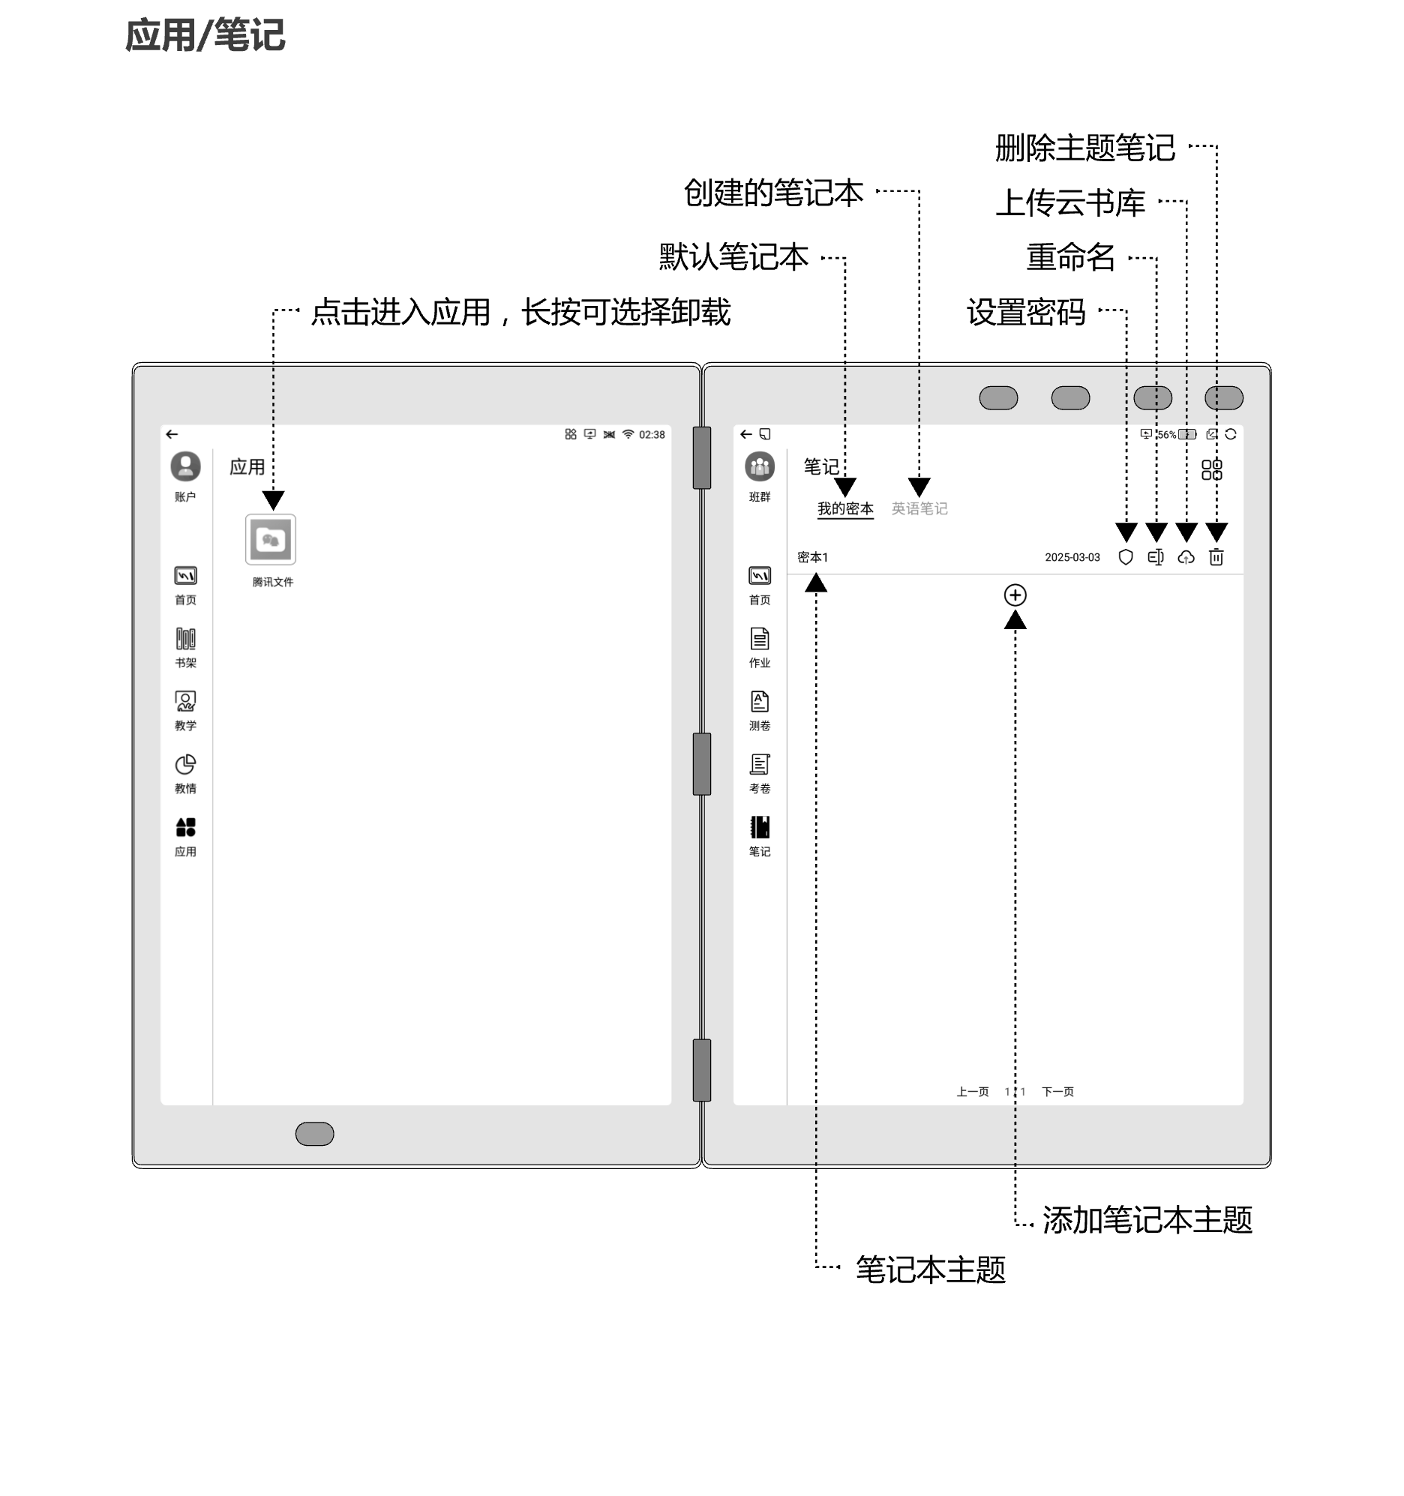 应用/笔记
删除主题笔记
创建的笔记本
上传云书库
默认笔记本
重命名
点击进入应用，长按可选择卸载
设置密码
02:38
账户
应用
腾讯文件
首页
书架
教学
教情
应用
56%
班群
笔记
我的密本 英语笔记
密本1 2025-03-03
首页
作业
测卷
考卷
笔记
上一页 1 / 1 下一页
添加笔记本主题
笔记本主题